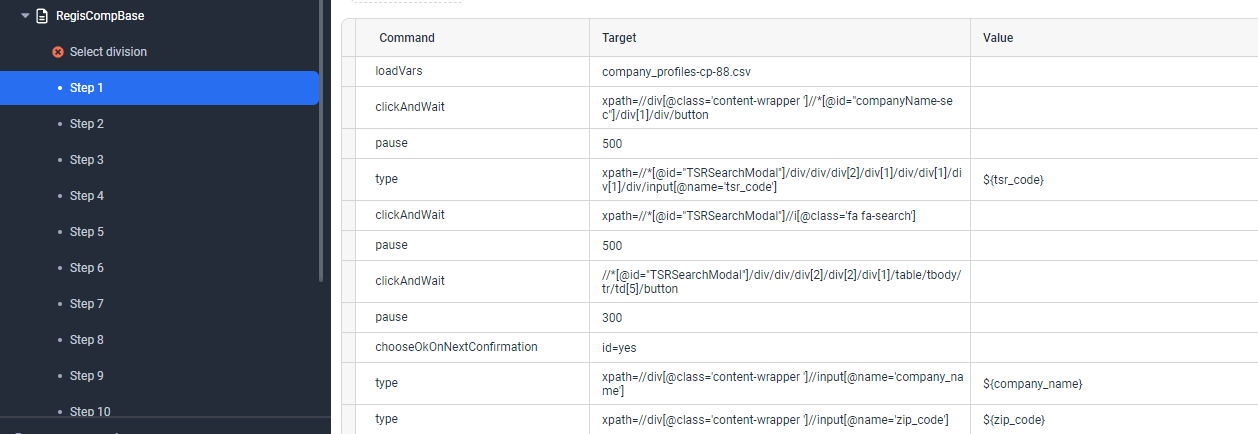 RegisCompBase
Select division
Step 1
Step 2
Step 3
Step 4
Step 5
Step 6
Step 7
Step 8
Step 9
Step 10
Command Target Value
loadVars company_profiles-cp-88.csv
clickAndWait xpath=//div[@class='content-wrapper ']//*[@id="companyName-se
c"]/div[1]/div/button
pause 500
type xpath=//*[@id="TSRSearchModal"]/div/div/div[2]/div[1]/div/div[1]/di
v[1]/div/input[@name='tsr_code'] ${tsr_code}
clickAndWait xpath=//*[@id="TSRSearchModal"]//i[@class='fa fa-search']
pause 500
clickAndWait //*[@id="TSRSearchModal"]/div/div/div[2]/div[2]/div[1]/table/tbody/
tr/td[5]/button
pause 300
chooseOkOnNextConfirmation id=yes
type xpath=//div[@class='content-wrapper ']//input[@name='company_na
me'] ${company_name}
type xpath=//div[@class='content-wrapper ']//input[@name='zip_code'] ${zip_code}